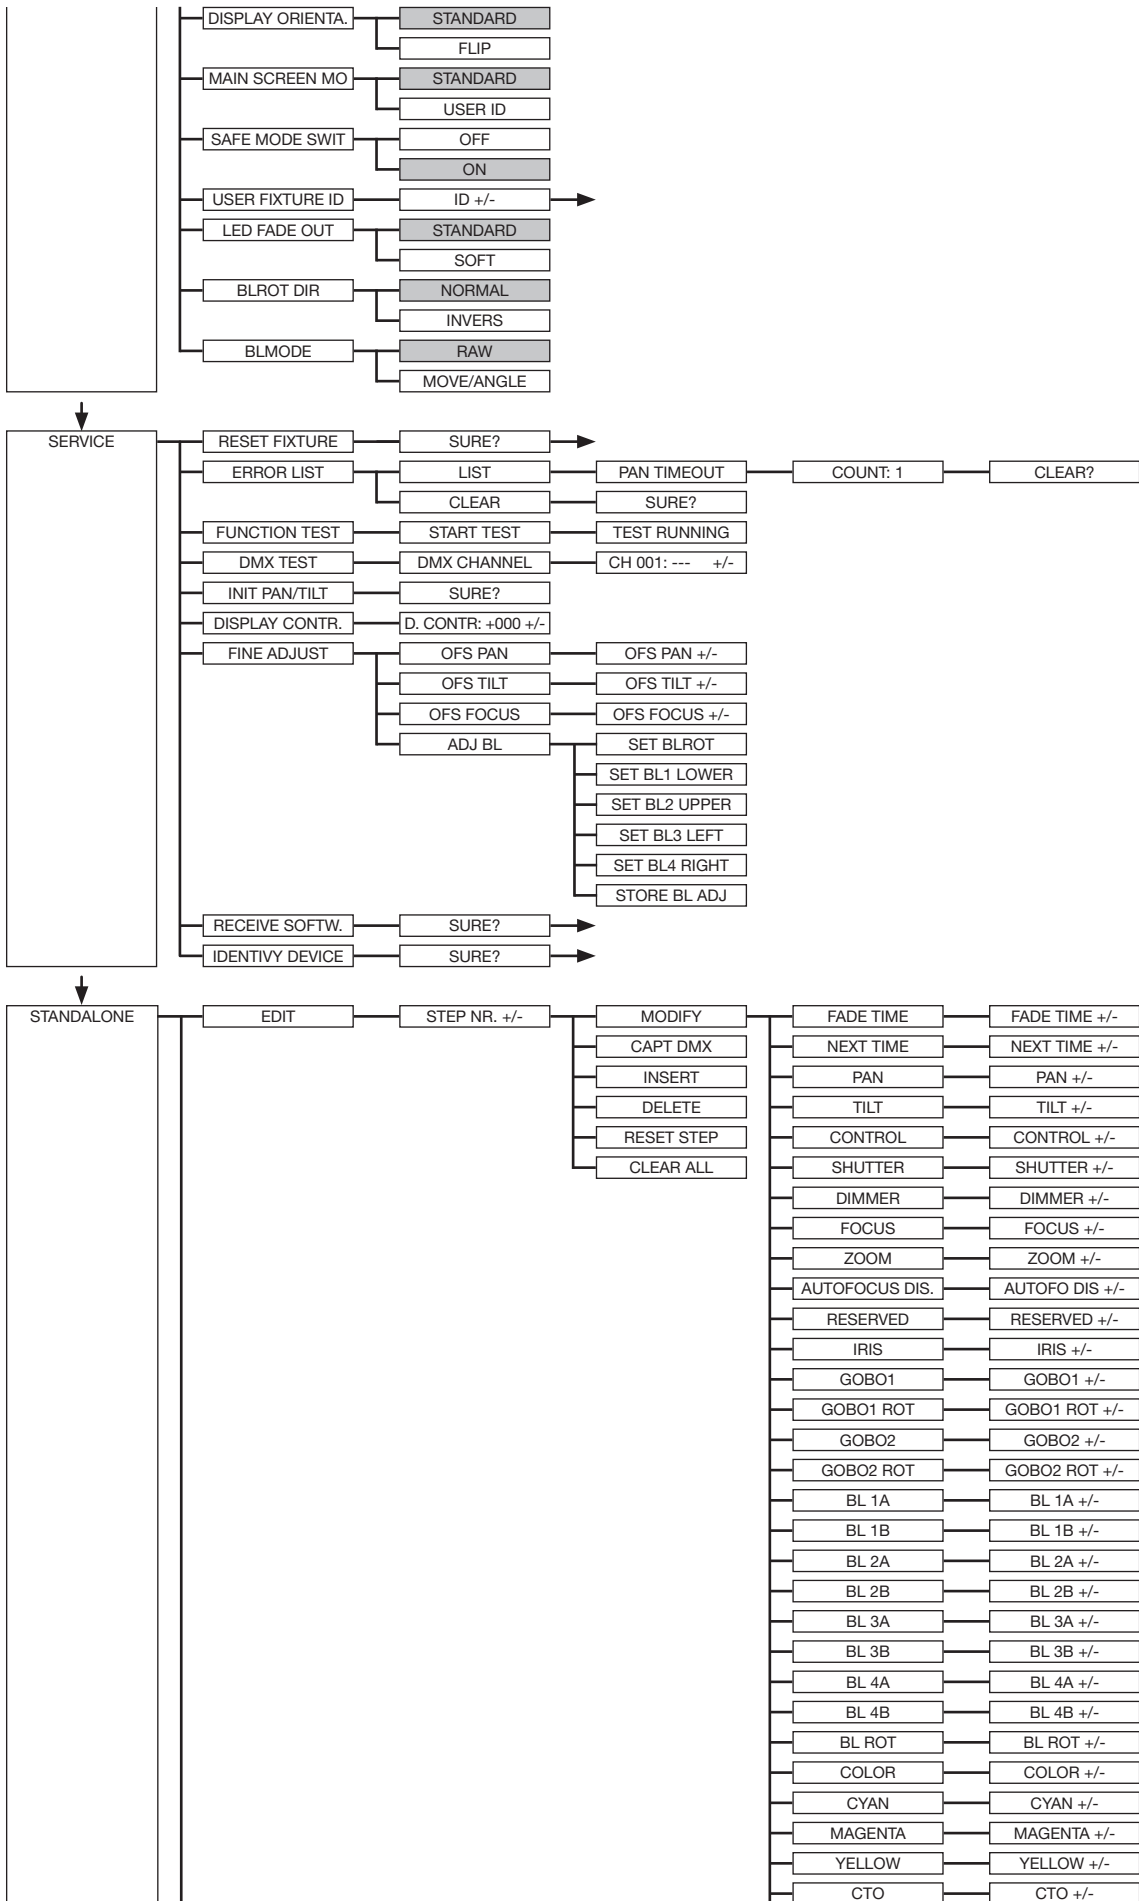 DISPLAY ORIENTA. STANDARD
FLIP
MAIN SCREEN MO STANDARD
USER ID
SAFE MODE SWIT OFF
ON
USER FIXTURE ID ID +/-
LED FADE OUT STANDARD
SOFT
BLROT DIR NORMAL
INVERS
BLMODE RAW
MOVE/ANGLE
SERVICE RESET FIXTURE SURE?
ERROR LIST LIST PAN TIMEOUT COUNT: 1 CLEAR?
CLEAR SURE?
FUNCTION TEST START TEST TEST RUNNING
DMX TEST DMX CHANNEL CH 001: --- +/-
INIT PAN/TILT SURE?
DISPLAY CONTR. D. CONTR: +000 +/-
FINE ADJUST OFS PAN OFS PAN +/-
OFS TILT OFS TILT +/-
OFS FOCUS OFS FOCUS +/-
ADJ BL SET BLROT
SET BL1 LOWER
SET BL2 UPPER
SET BL3 LEFT
SET BL4 RIGHT
STORE BL ADJ
RECEIVE SOFTW. SURE?
IDENTIVY DEVICE SURE?
STANDALONE EDIT STEP NR. +/- MODIFY FADE TIME FADE TIME +/-
CAPT DMX NEXT TIME NEXT TIME +/-
INSERT PAN PAN +/-
DELETE TILT TILT +/-
RESET STEP CONTROL CONTROL +/-
CLEAR ALL SHUTTER SHUTTER +/-
DIMMER DIMMER +/-
FOCUS FOCUS +/-
ZOOM ZOOM +/-
AUTOFOCUS DIS. AUTOFO DIS +/-
RESERVED RESERVED +/-
IRIS IRIS +/-
GOBO1 GOBO1 +/-
GOBO1 ROT GOBO1 ROT +/-
GOBO2 GOBO2 +/-
GOBO2 ROT GOBO2 ROT +/-
BL 1A BL 1A +/-
BL 1B BL 1B +/-
BL 2A BL 2A +/-
BL 2B BL 2B +/-
BL 3A BL 3A +/-
BL 3B BL 3B +/-
BL 4A BL 4A +/-
BL 4B BL 4B +/-
BL ROT BL ROT +/-
COLOR COLOR +/-
CYAN CYAN +/-
MAGENTA MAGENTA +/-
YELLOW YELLOW +/-
CTO CTO +/-